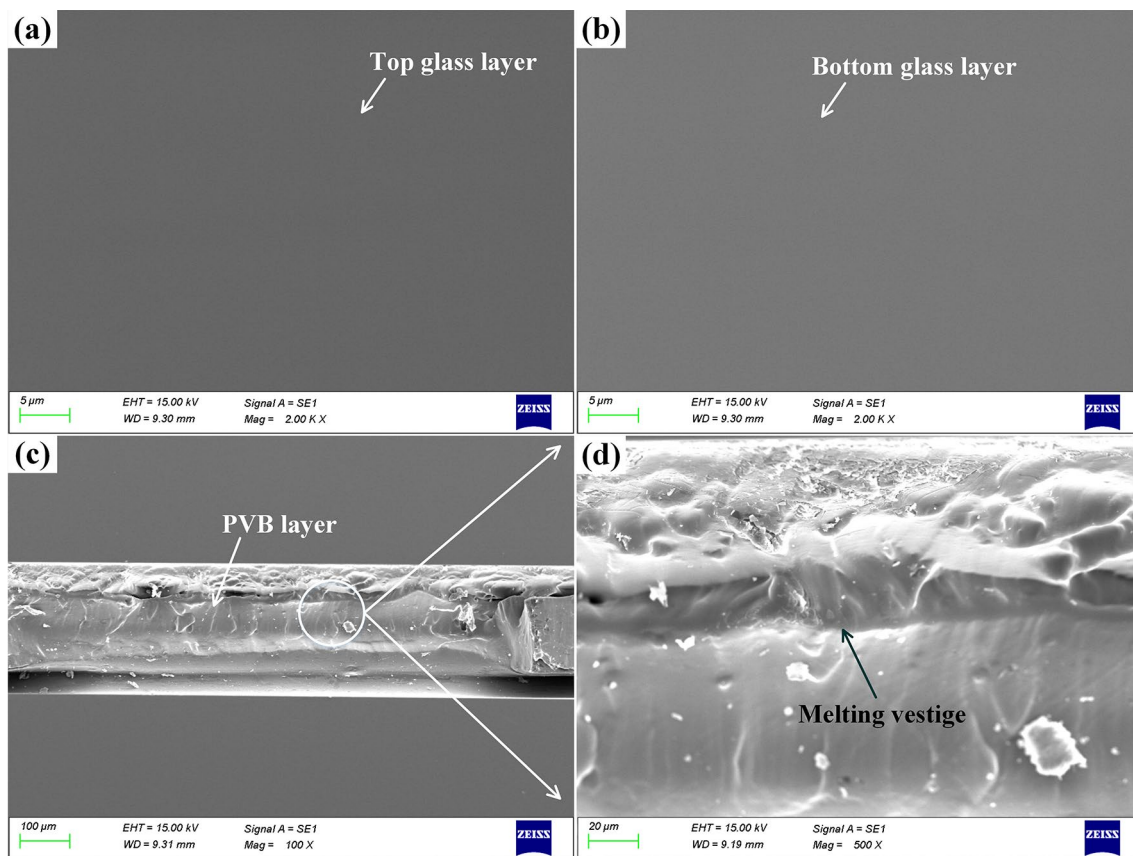 (a)
Top glass layer
5 µm
EHT = 15.00 kV
WD = 9.30 mm
Signal A = SE1
Mag = 2.00 K X
ZEISS
(b)
Bottom glass layer
5 µm
EHT = 15.00 kV
WD = 9.30 mm
Signal A = SE1
Mag = 2.00 K X
ZEISS
(c)
PVB layer
100 µm
EHT = 15.00 kV
WD = 9.31 mm
Signal A = SE1
Mag = 100 X
ZEISS
(d)
Melting vestige
20 µm
EHT = 15.00 kV
WD = 9.19 mm
Signal A = SE1
Mag = 500 X
ZEISS